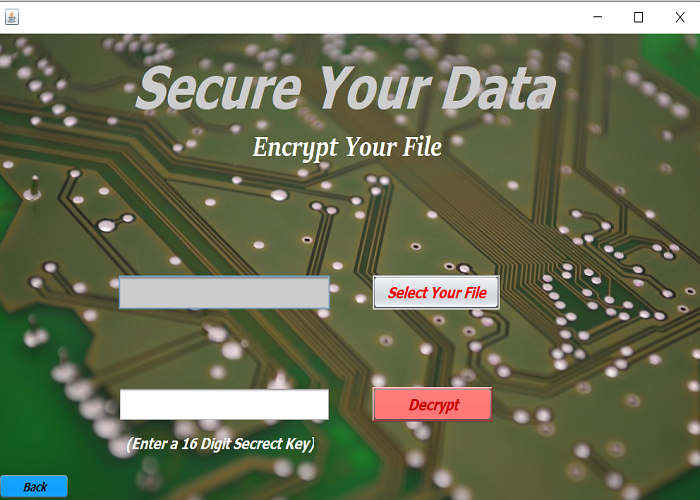 Secure Your Data
Encrypt Your File
Select Your File
Decrypt
(Enter a 16 Digit Secrect Key)
Back